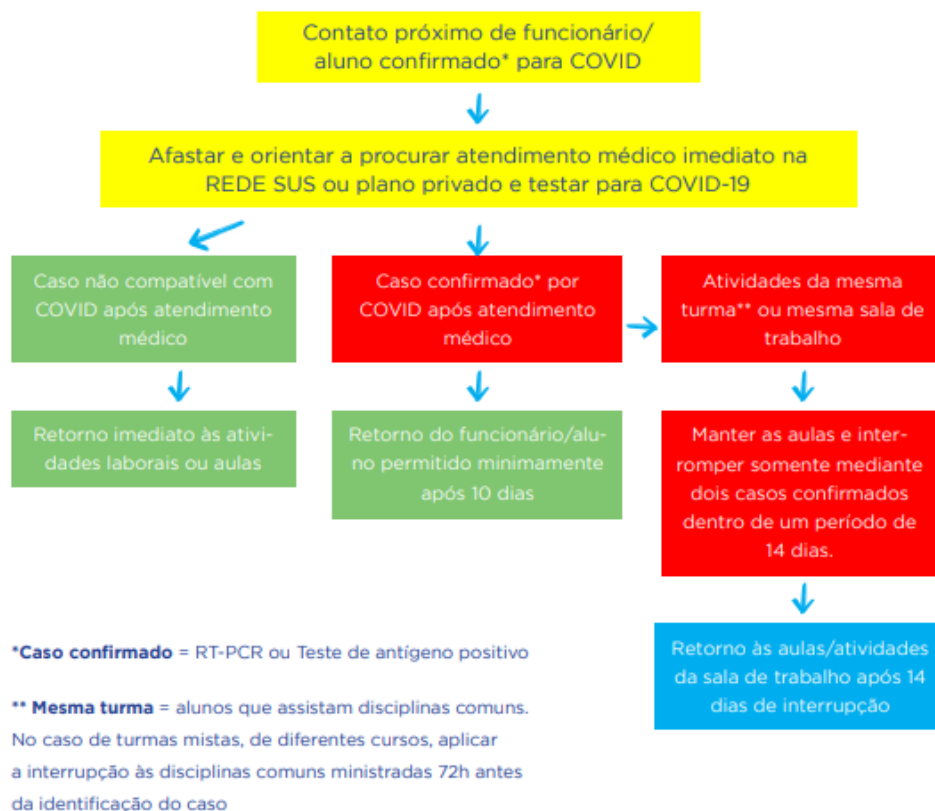 Contato próximo de funcionário/
aluno confirmado* para COVID
Afastar e orientar a procurar atendimento médico imediato na
REDE SUS ou plano privado e testar para COVID-19
Caso não compatível com
COVID após atendimento
médico
Caso confirmado* por
COVID após atendimento
médico
Atividades da mesma
turma** ou mesma sala de
trabalho
Retorno imediato às ativi-
dades laborais ou aulas
Retorno do funcionário/alu-
no permitido minimamente
após 10 dias
Manter as aulas e inter-
romper somente mediante
dois casos confirmados
dentro de um período de
14 dias.
Retorno às aulas/atividades
da sala de trabalho após 14
dias de interrupção
*Caso confirmado = RT-PCR ou Teste de antígeno positivo
** Mesma turma = alunos que assistam disciplinas comuns.
No caso de turmas mistas, de diferentes cursos, aplicar
a interrupção às disciplinas comuns ministradas 72h antes
da identificação do caso